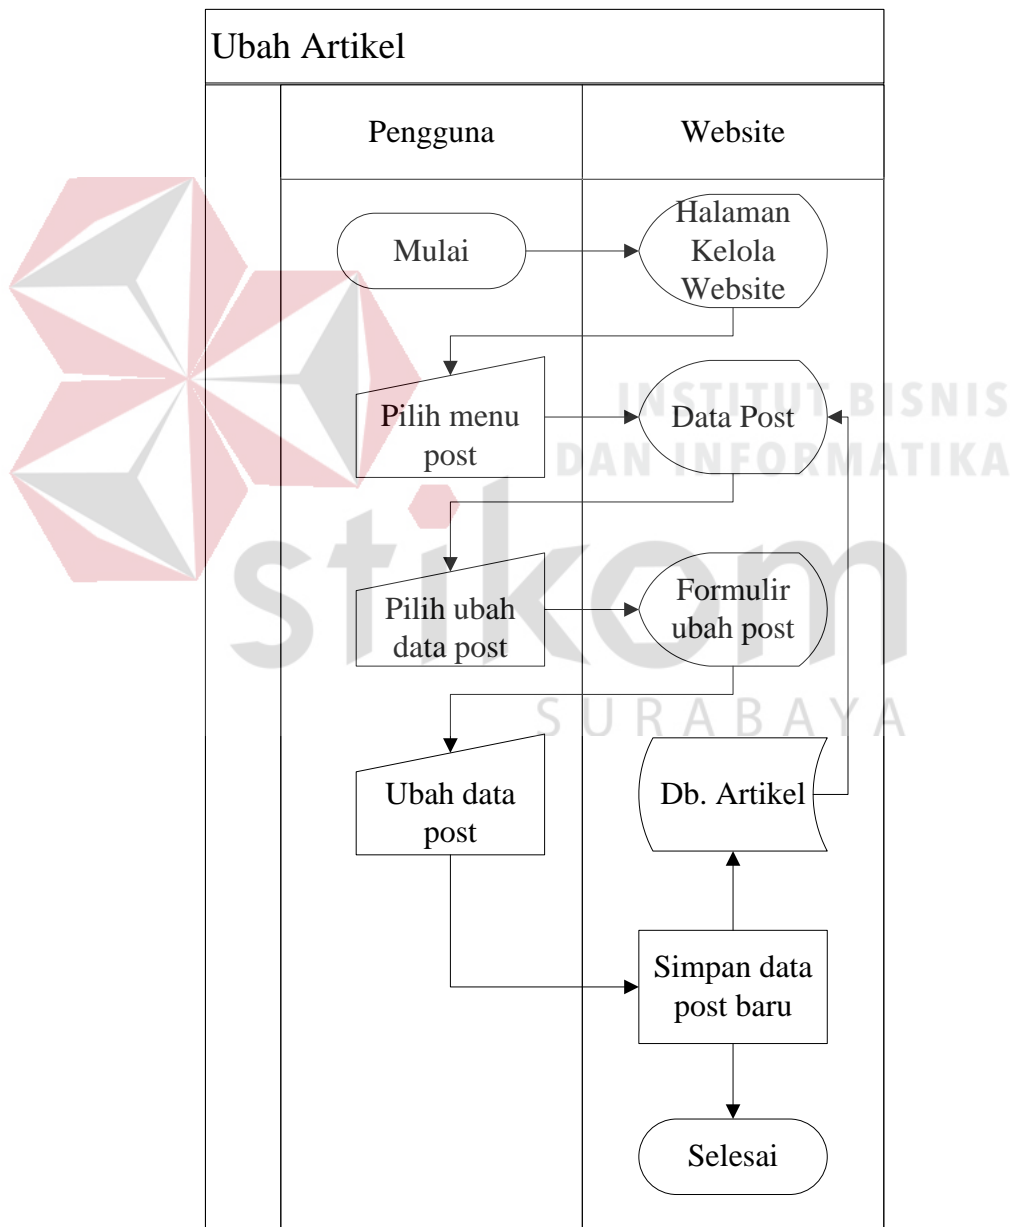 Ubah Artikel
Pengguna
Website
Mulai
Halaman
Kelola
Website
Pilih menu
post
Data Post
INSTITUT BISNIS
DAN INFORMATIKA
stikom
SURABAYA
Pilih ubah
data post
Formulir
ubah post
Ubah data
post
Db. Artikel
Simpan data
post baru
Selesai